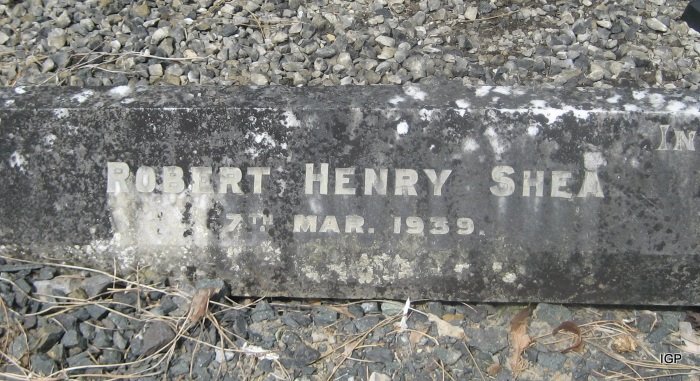 IN
ROBERT HENRY SHEA
7TH MAR. 1939.
IGP